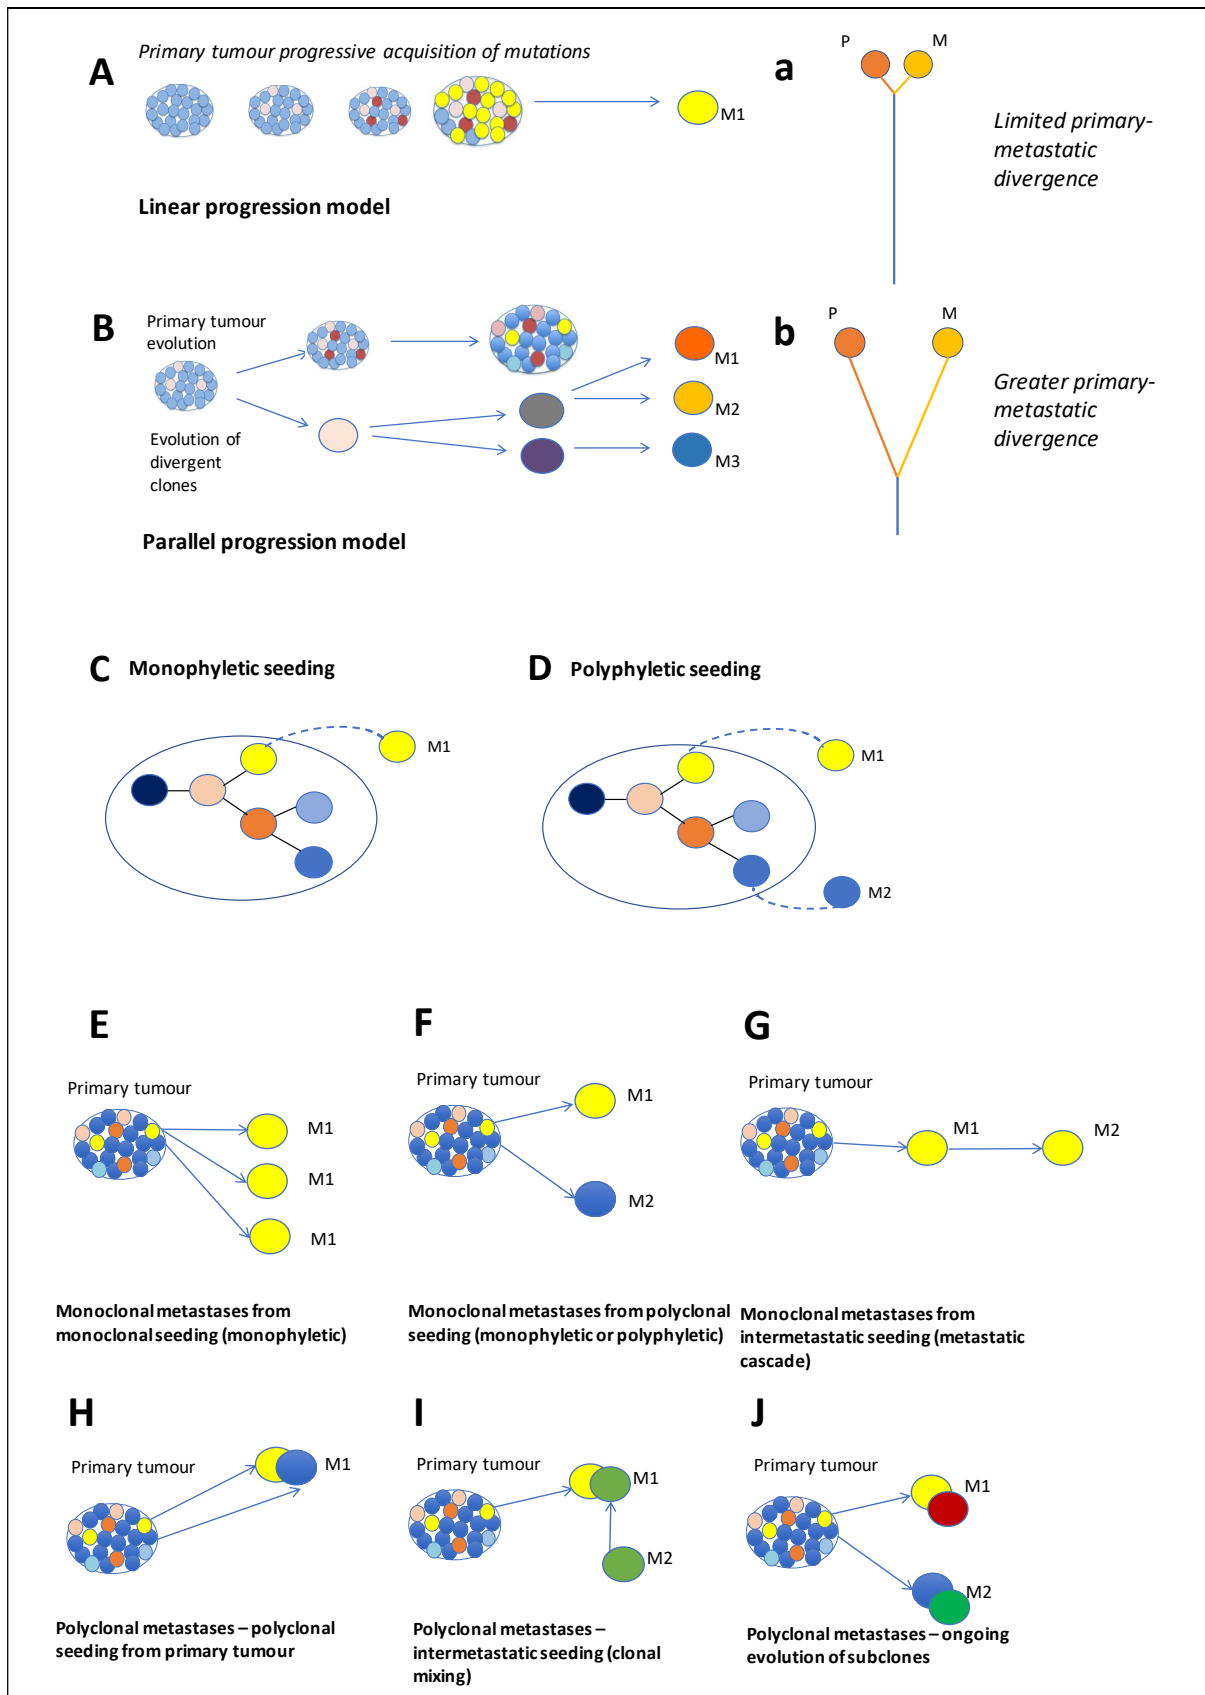 A
Primary tumour progressive acquisition of mutations
M1
Linear progression model
a
P
M
Limited primary-
metastatic
divergence
B
Primary tumour
evolution
Evolution of
divergent
clones
M1
M2
M3
Parallel progression model
b
P
M
Greater primary-
metastatic
divergence
C Monophyletic seeding
M1
D Polyphyletic seeding
M1
M2
E
Primary tumour
M1
M1
M1
Monoclonal metastases from
monoclonal seeding (monophyletic)
F
Primary tumour
M1
M2
Monoclonal metastases from polyclonal
seeding (monophyletic or polyphyletic)
G
Primary tumour
M1
M2
Monoclonal metastases from
intermetastatic seeding (metastatic
cascade)
H
Primary tumour
M1
Polyclonal metastases – polyclonal
seeding from primary tumour
I
Primary tumour
M1
M2
Polyclonal metastases –
intermetastatic seeding (clonal
mixing)
J
Primary tumour
M1
M2
Polyclonal metastases – ongoing
evolution of subclones